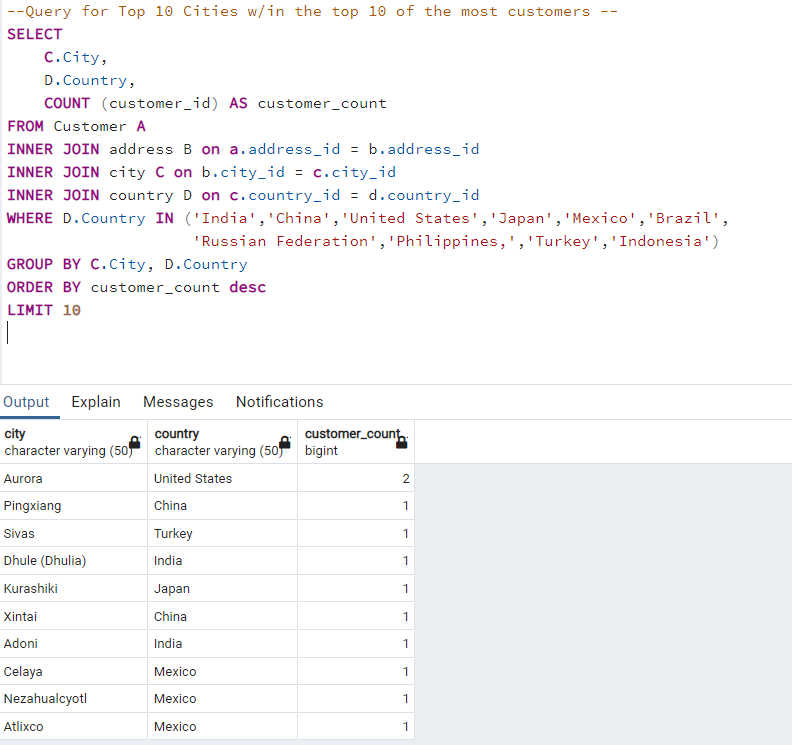 --Query for Top 10 Cities w/in the top 10 of the most customers --
SELECT
C.City,
D.Country,
COUNT (customer_id) AS customer_count
FROM Customer A
INNER JOIN address B on a.address_id = b.address_id
INNER JOIN city C on b.city_id = c.city_id
INNER JOIN country D on c.country_id = d.country_id
WHERE D.Country IN ('India','China','United States','Japan','Mexico','Brazil',
'Russian Federation','Philippines,','Turkey','Indonesia')
GROUP BY C.City, D.Country
ORDER BY customer_count desc
LIMIT 10
Output Explain Messages Notifications
city country customer_count
character varying (50) character varying (50) bigint
Aurora United States 2
Pingxiang China 1
Sivas Turkey 1
Dhule (Dhulia) India 1
Kurashiki Japan 1
Xintai China 1
Adoni India 1
Celaya Mexico 1
Nezahualcyotl Mexico 1
Atlixco Mexico 1